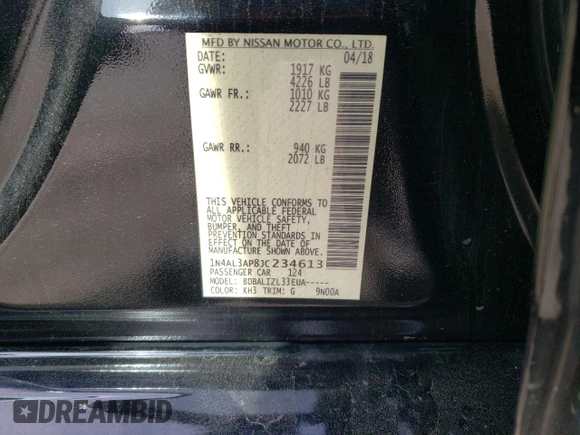 MFD BY NISSAN MOTOR CO., LTD.
DATE: 04/18
GVWR: 1917 KG
4226 LB
GAWR FR.: 1010 KG
2227 LB
GAWR RR.: 940 KG
2072 LB
THIS VEHICLE CONFORMS TO
ALL APPLICABLE FEDERAL
MOTOR VEHICLE SAFETY,
BUMPER, AND THEFT
PREVENTION STANDARDS IN
EFFECT ON THE DATE OF
MANUFACTURE SHOWN ABOVE.
1N4AL3AP8JC234613
PASSENGER CAR 124
MODEL: BDBALIZL33EUA-----
COLOR: KH3 TRIM: G 9N00A
DREAMBID